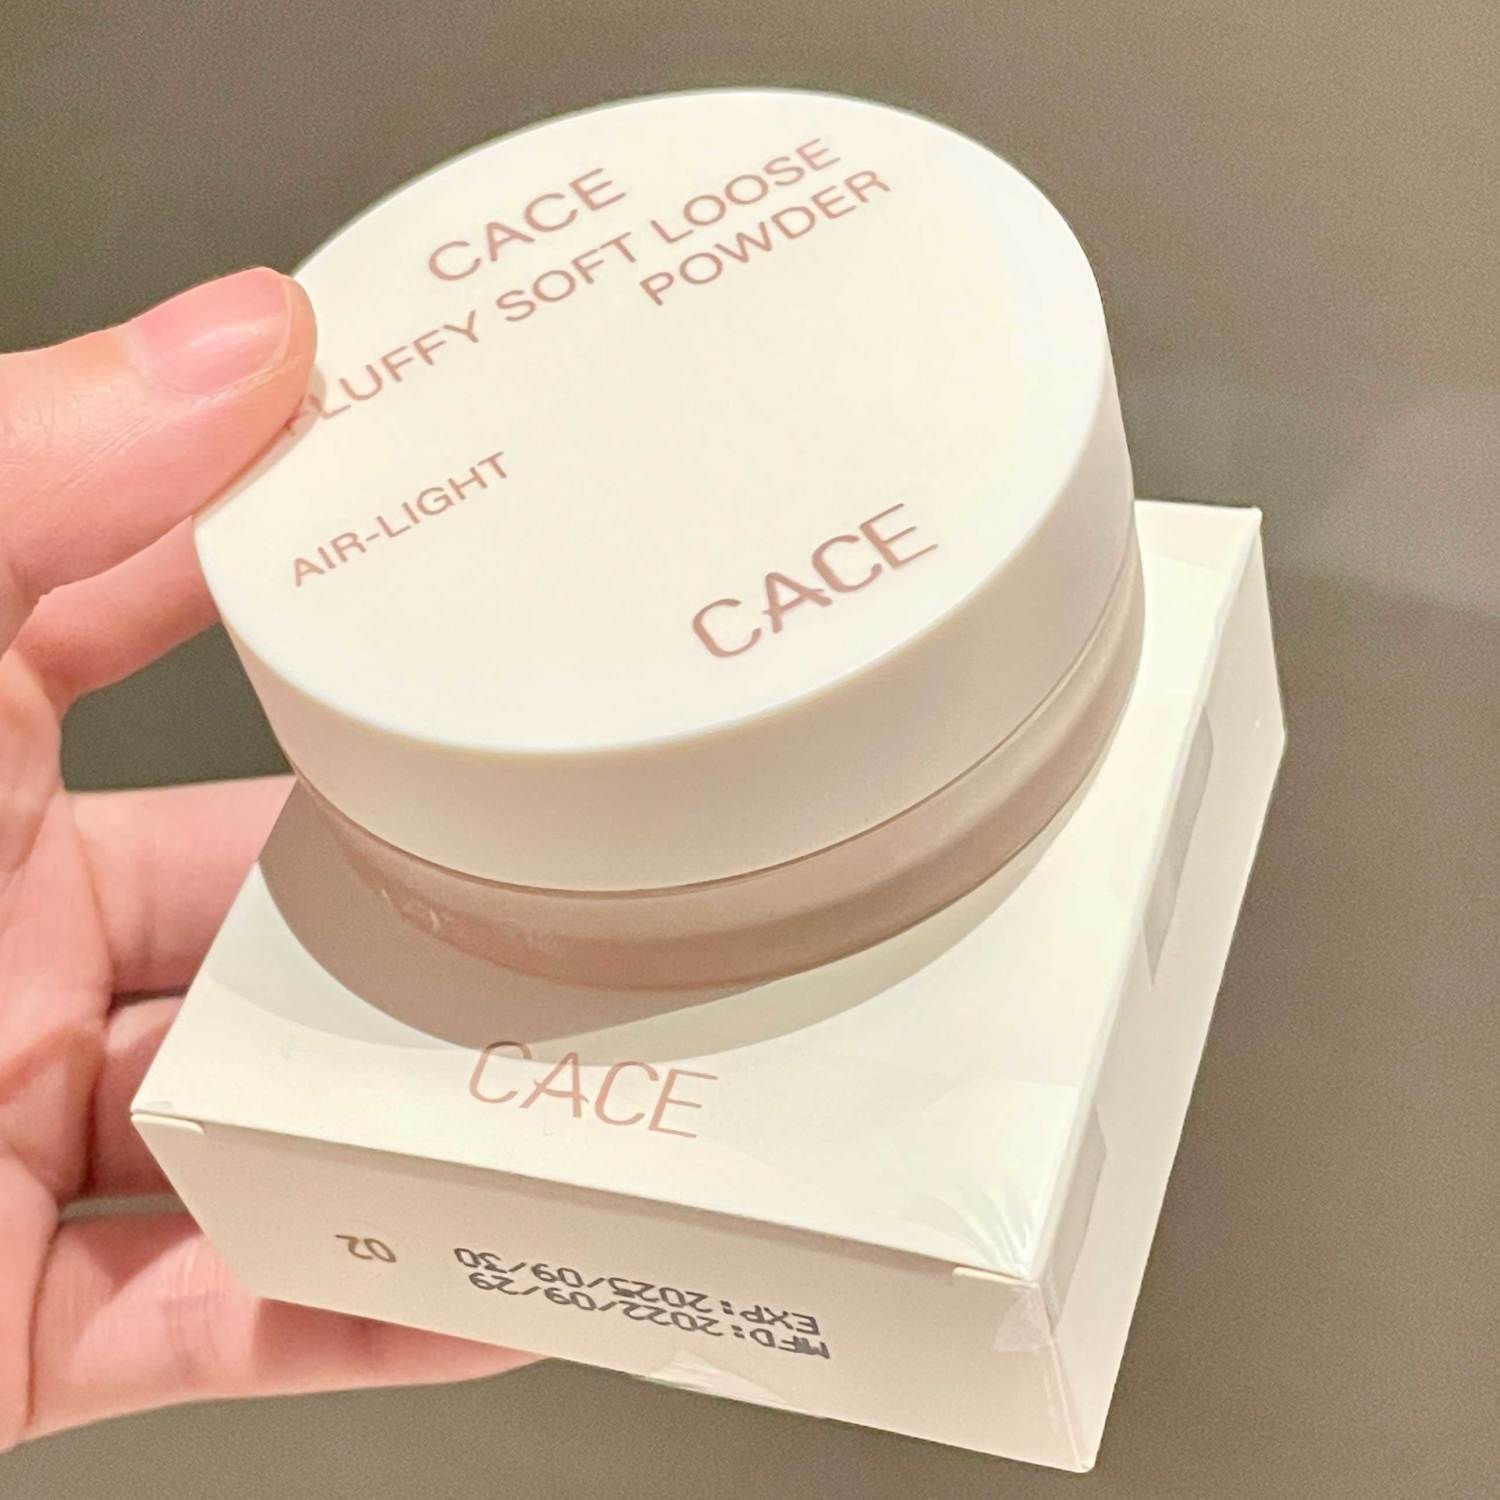 CACE
FLUFFY SOFT LOOSE
POWDER
AIR-LIGHT
CACE
CACE
02
MFD:2022/09/29
EXP:2025/09/30